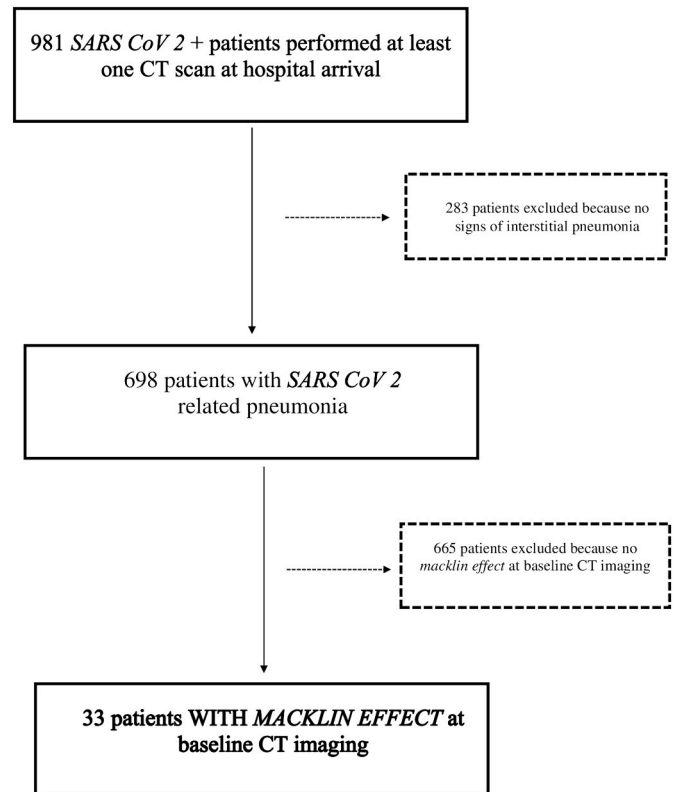 981 SARS CoV 2 + patients performed at least
one CT scan at hospital arrival
283 patients excluded because no
signs of interstitial pneumonia
698 patients with SARS CoV 2
related pneumonia
665 patients excluded because no
macklin effect at baseline CT imaging
33 patients WITH MACKLIN EFFECT at
baseline CT imaging